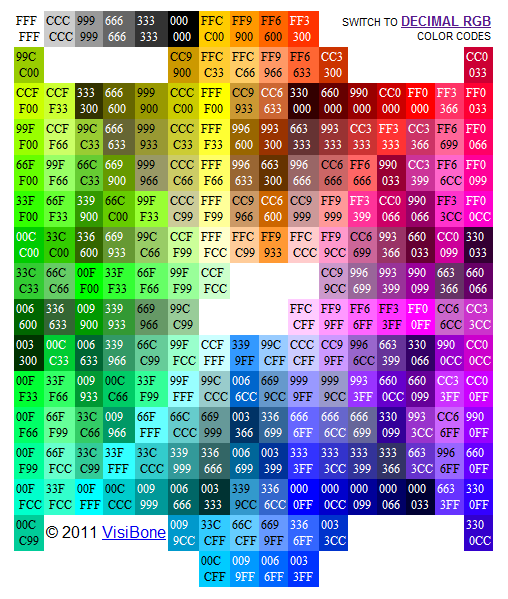 FFF CCC 999 666 333 000 FFC FF9 FF6 FF3 SWITCH TO DECIMAL RGB
FFF CCC 999 666 333 000 C00 900 600 300 COLOR CODES
99C CC9 FFC FFC FF9 FF6 CC3 CC0
C00 900 C33 C66 966 633 300 033
CCF CCF 333 666 999 CCC FFF CC9 CC6 330 660 990 CC0 FF0 FF3 FF0
F00 F33 300 600 900 C00 F00 933 633 000 000 000 000 000 366 033
99F CCF 99C 666 999 CCC FFF 996 993 663 993 CC3 FF3 CC3 FF6 FF0
F00 F66 C33 633 933 C33 F33 600 300 333 333 333 333 366 699 066
66F 99F 66C 669 999 CCC FFF 996 663 996 CC6 FF6 990 CC3 FF6 FF0
F00 F66 C33 900 966 C66 F66 633 300 666 666 666 033 399 6CC 099
33F 66F 339 66C 99F CCC FFF CC9 CC6 CC9 FF9 FF3 CC0 990 FF3 FF0
F00 F33 900 C00 F33 C99 F99 966 600 999 999 399 066 066 3CC 0CC
00C 33C 336 669 99C CCF FFF FFC FF9 FFC FF9 CC6 993 660 CC0 330
C00 C00 600 933 C66 F99 FCC C99 933 CCC 9CC 699 366 033 099 033
33C 66C 00F 33F 66F 99F CCF CC9 996 993 990 663 660
C33 C66 F00 F33 F66 F99 FCC 9CC 699 399 099 366 066
006 336 009 339 669 99C FFC FF9 FF6 FF3 FF0 CC6 CC3
600 633 900 933 966 C99 CFF 9FF 6FF 3FF 0FF 6CC 3CC
003 00C 006 339 66C 99F CCF 339 99C CCC CC9 996 663 330 990 CC0
300 C33 633 966 C99 FCC FFF 9FF CFF CFF 9FF 6CC 399 066 0CC 0CC
00F 33F 009 00C 33F 99F 99C 006 669 999 999 993 660 660 CC3 CC0
F33 F66 933 C66 F99 FFF CCC 6CC 9CC 9FF 9CC 3FF 0CC 099 3FF 0FF
00F 66F 33C 009 66F 66C 669 003 336 666 666 666 330 993 CC6 990
F66 F99 C66 966 FFF CCC 999 366 699 6FF 6CC 699 099 3CC 6FF 0FF
00F 66F 33C 33F 33C 339 336 006 003 333 333 333 333 663 996 660
F99 FCC C99 FFF CCC 999 666 699 399 3FF 3CC 399 366 3CC 6FF 0FF
00F 33F 00F 00C 009 006 003 339 336 000 000 000 000 000 663 330
FCC FCC FFF CCC 999 666 333 9CC 6CC 0FF 0CC 099 066 033 3FF 0FF
00C © 2011 VisiBone 009 33C 66C 669 336 003 330
C99 9CC CFF CFF 9FF 6FF 3CC 0CC
00C 009 006 003
CFF 9FF 6FF 3FF